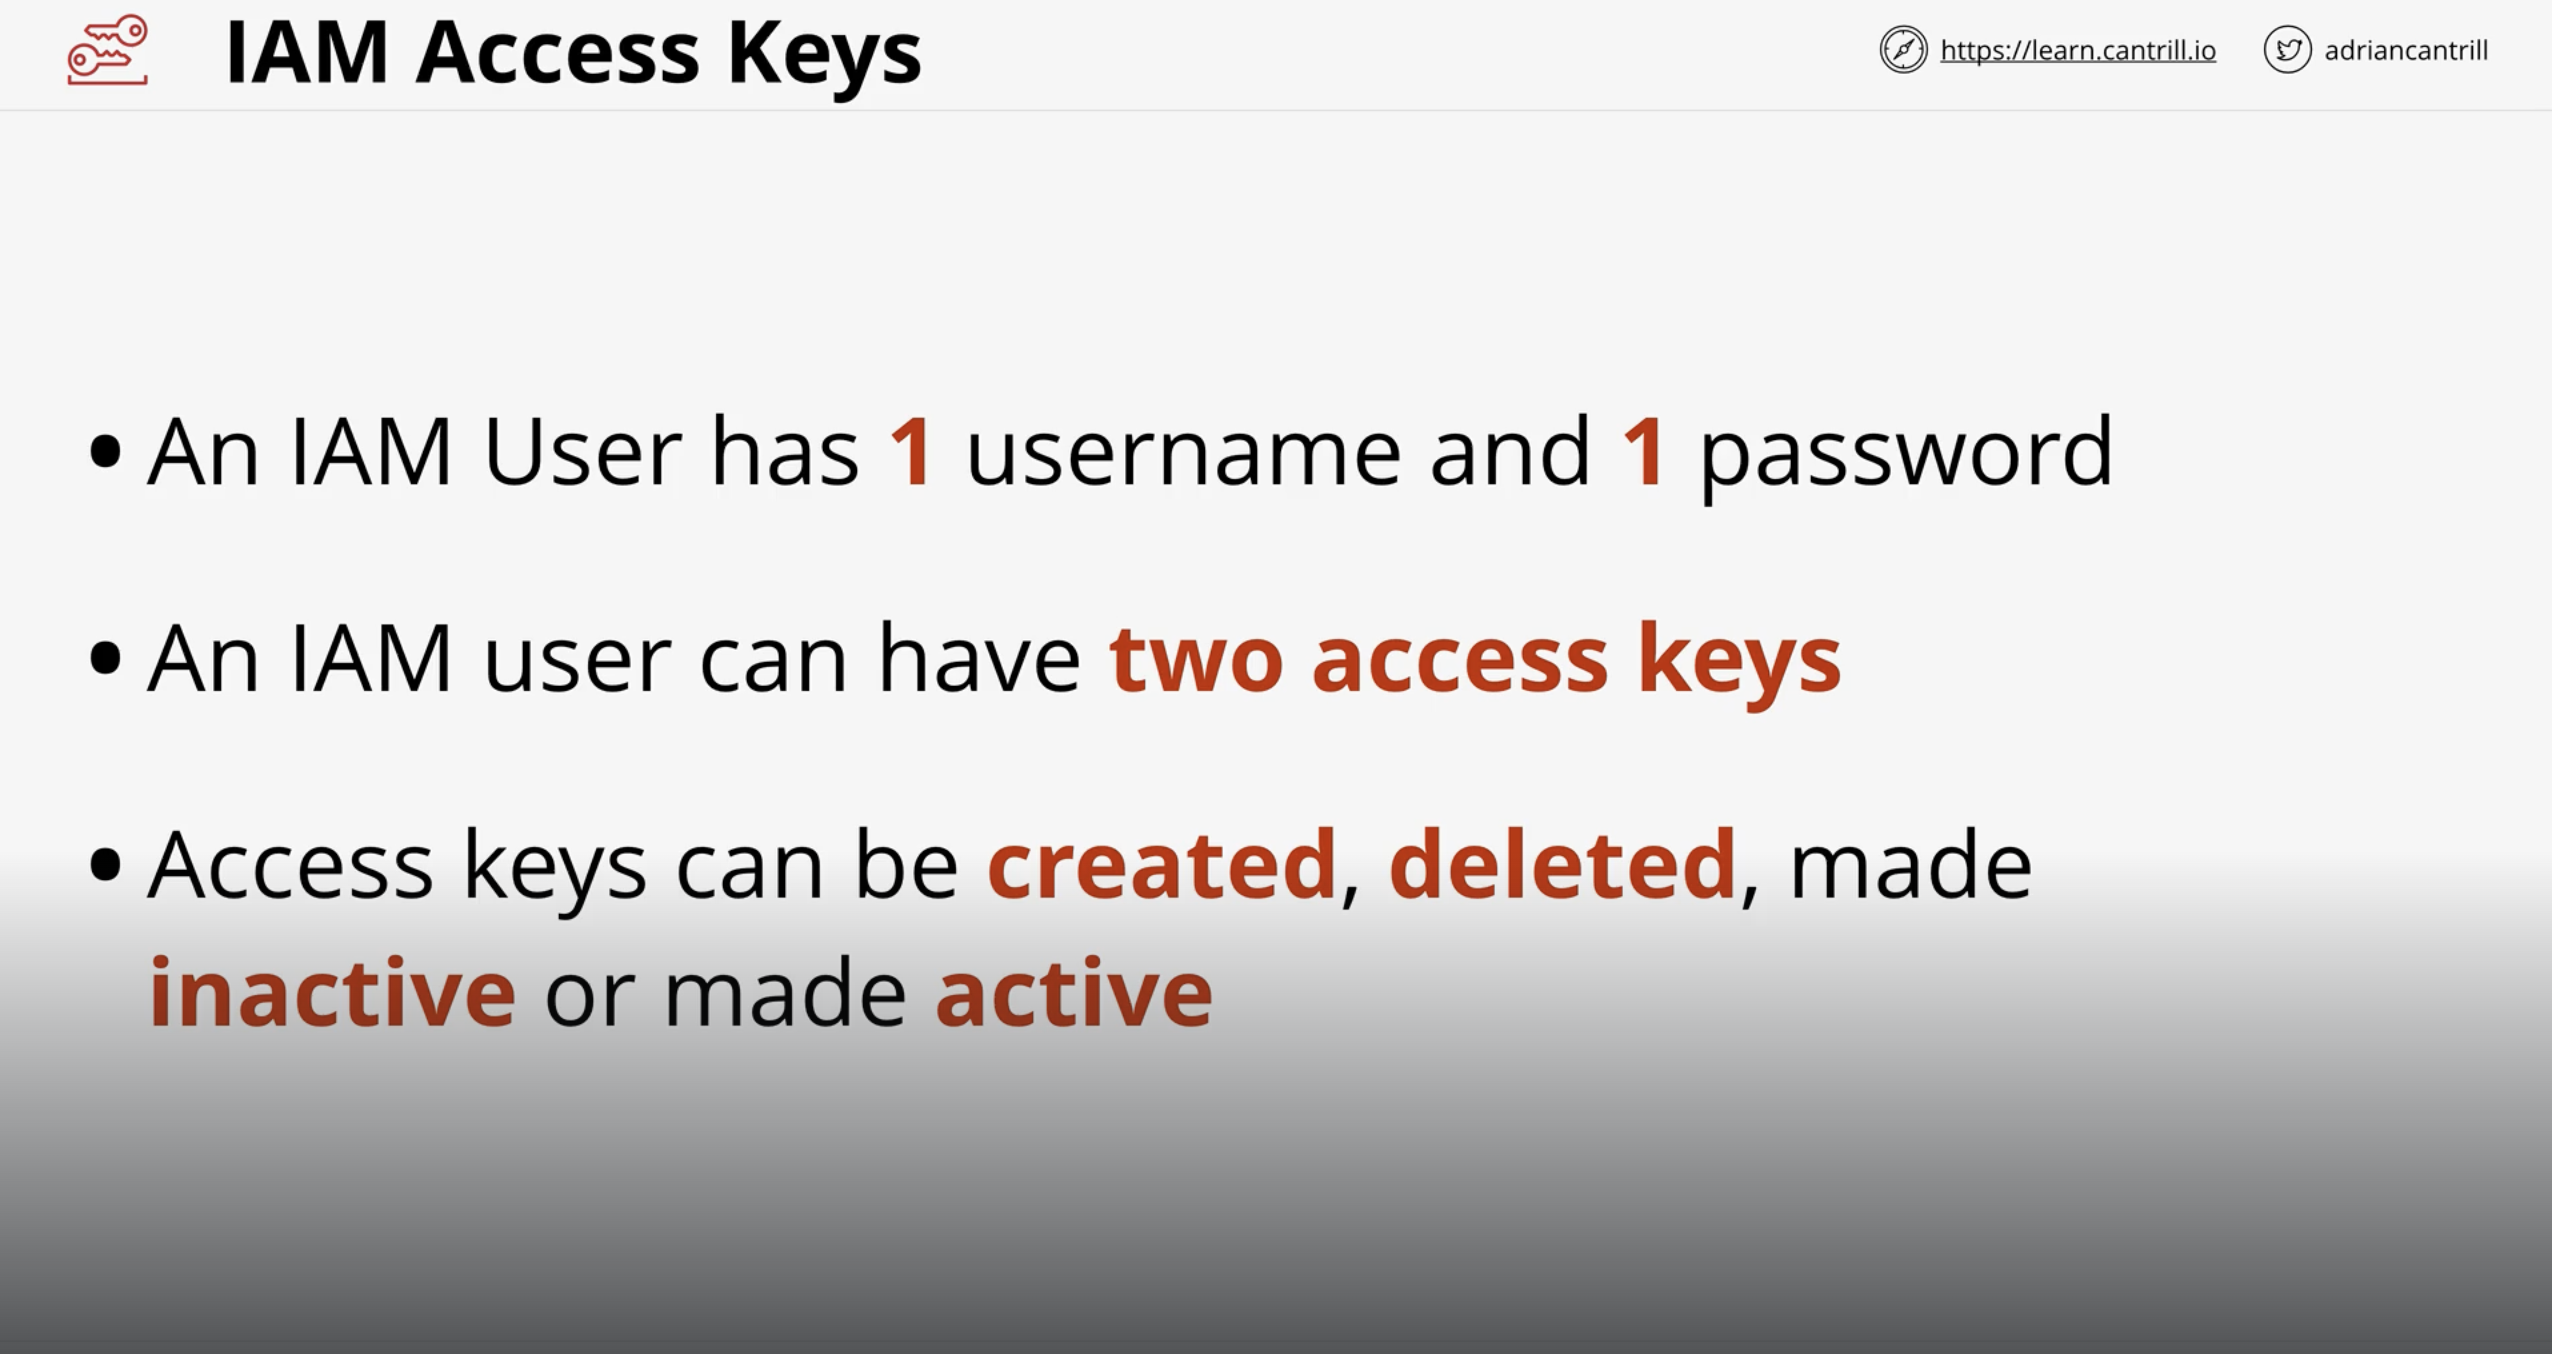 IAM Access Keys
https://learn.cantrill.io
adriancantrill
• An IAM User has 1 username and 1 password
• An IAM user can have two access keys
• Access keys can be created, deleted, made
inactive or made active